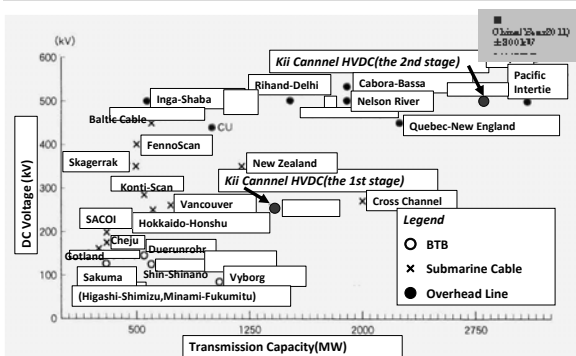 (kV)
600
500
400
300
200
100
0
DC Voltage (kV)
±800kV
Kii Cannnel HVDC(the 2nd stage)
Rihand-Delhi
Cabora-Bassa
Pacific
Intertie
Inga-Shaba
Nelson River
Baltic Cable
CU
Quebec-New England
FennoScan
Skagerrak
New Zealand
Konti-Scan
Kii Cannnel HVDC(the 1st stage)
Vancouver
Cross Channel
SACOI
Hokkaido-Honshu
Cheju
Duerunrohr
Gotland
Shin-Shinano
Sakuma
Vyborg
(Higashi-Shimizu,Minami-Fukumitu)
Legend
BTB
Submarine Cable
Overhead Line
500
1250
2000
2750
Transmission Capacity(MW)